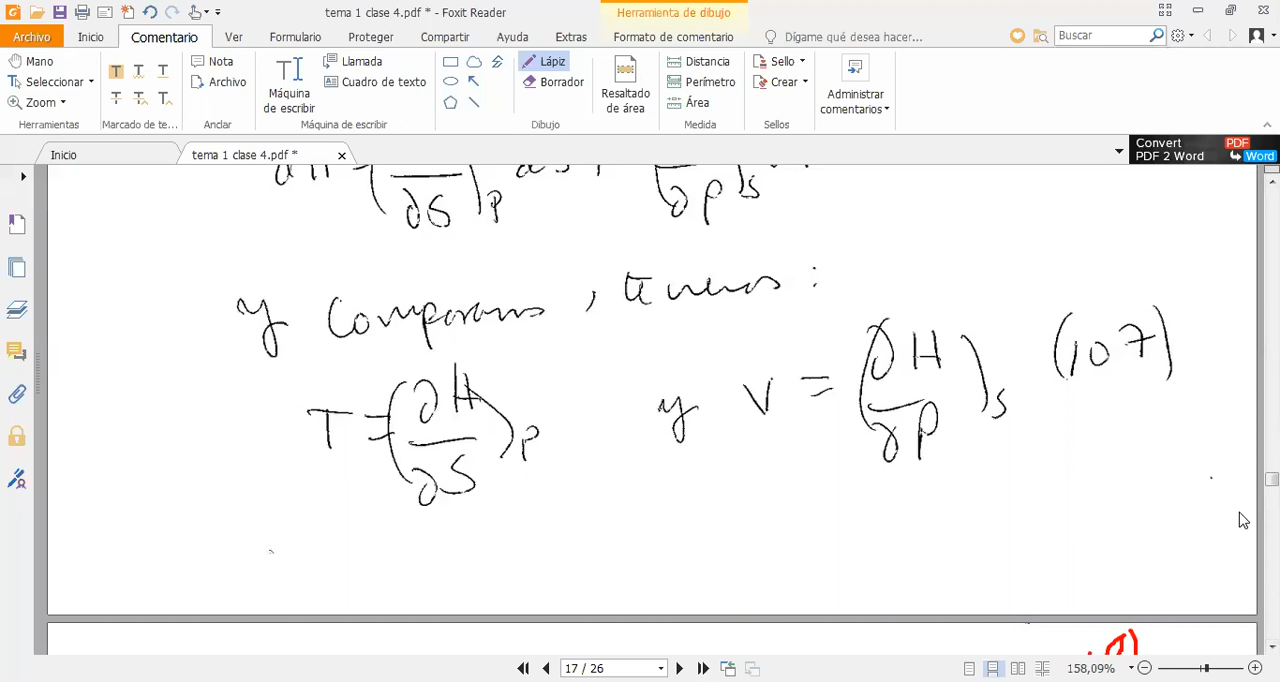 tema 1 clase 4.pdf * - Foxit Reader
Herramienta de dibujo
Archivo Inicio Comentario Ver Formulario Proteger Compartir Ayuda Extras Formato de comentario Dígame qué desea hacer... Buscar
Mano
Seleccionar
Zoom
Herramientas
Marcado de te...
Nota
Archivo
Anclar
Máquina
de escribir
Llamada
Cuadro de texto
Máquina de escribir
Lápiz
Borrador
Dibujo
Resaltado
de área
Distancia
Perímetro
Área
Medida
Sello
Crear
Sellos
Administrar
comentarios
Inicio
tema 1 clase 4.pdf *
Convert
PDF 2 Word
PDF
Word
∂S)P ∂P)S
y comparamos, tenemos:
T = (∂H/∂S)P y V = (∂H/∂P)S (107)
17 / 26
158,09%